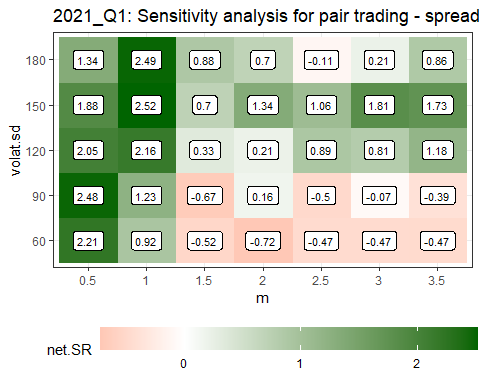 2021_Q1: Sensitivity analysis for pair trading - spread
volat.sd
180 1.34 2.49 0.88 0.7 -0.11 0.21 0.86
150 1.88 2.52 0.7 1.34 1.06 1.81 1.73
120 2.05 2.16 0.33 0.21 0.89 0.81 1.18
90 2.48 1.23 -0.67 0.16 -0.5 -0.07 -0.39
60 2.21 0.92 -0.52 -0.72 -0.47 -0.47 -0.47
0.5 1 1.5 2 2.5 3 3.5
m
net.SR
0 1 2